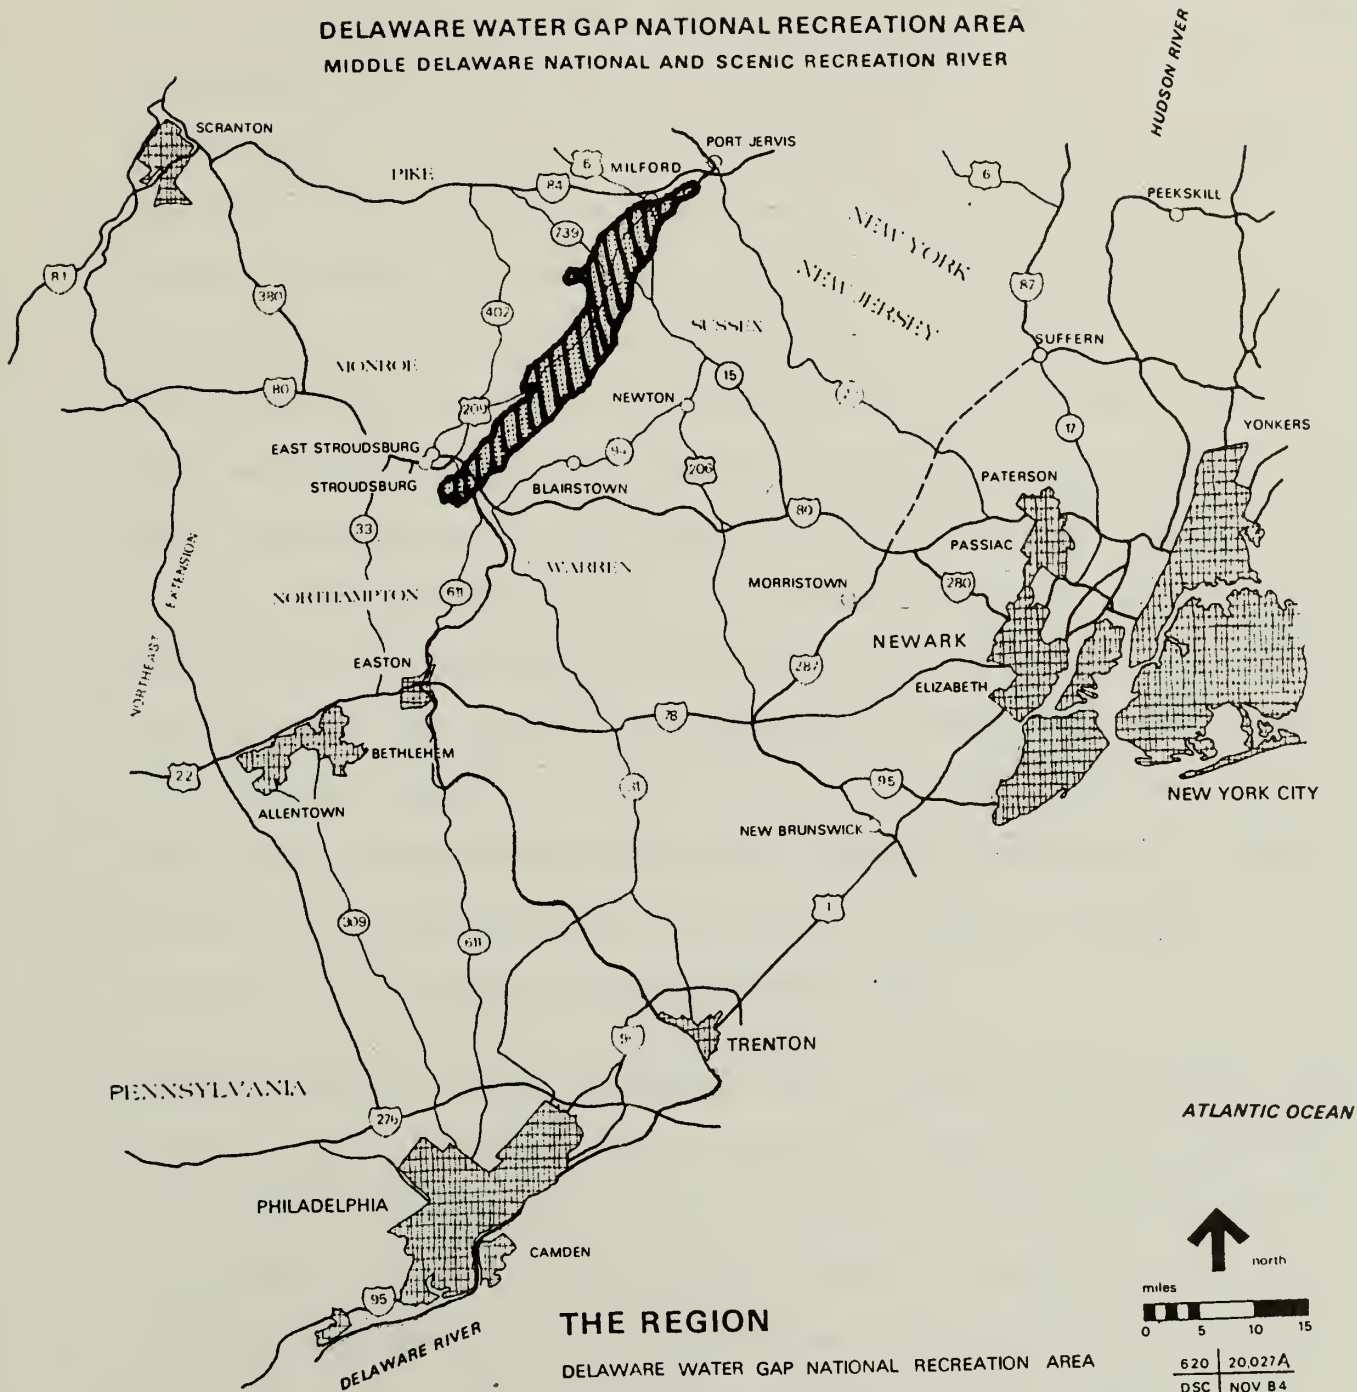 DELAWARE WATER GAP NATIONAL RECREATION AREA
MIDDLE DELAWARE NATIONAL AND SCENIC RECREATION RIVER
HUDSON RIVER
SCRANTON
PORT JERVIS
PIKE
6
MILFORD
84
6
PEEKSKILL
739
NEW YORK
NEW JERSEY
81
380
87
402
SUSSEX
SUFFERN
MONROE
80
15
209
NEWTON
17
YONKERS
EAST STROUDSBURG
94
206
PATERSON
STROUDSBURG
BLAIRSTOWN
80
33
PASSIAC
EXTENSION
WARREN
MORRISTOWN
280
NORTHAMPTON
611
NEWARK
EASTON
287
NORTHEAST
ELIZABETH
78
22
BETHLEHEM
31
95
NEW YORK CITY
ALLENTOWN
NEW BRUNSWICK
1
309
611
TRENTON
PENNSYLVANIA
276
ATLANTIC OCEAN
PHILADELPHIA
CAMDEN
north
95
miles
THE REGION
0 5 10 15
DELAWARE RIVER
DELAWARE WATER GAP NATIONAL RECREATION AREA
620 20,027A
DSC NOV 84